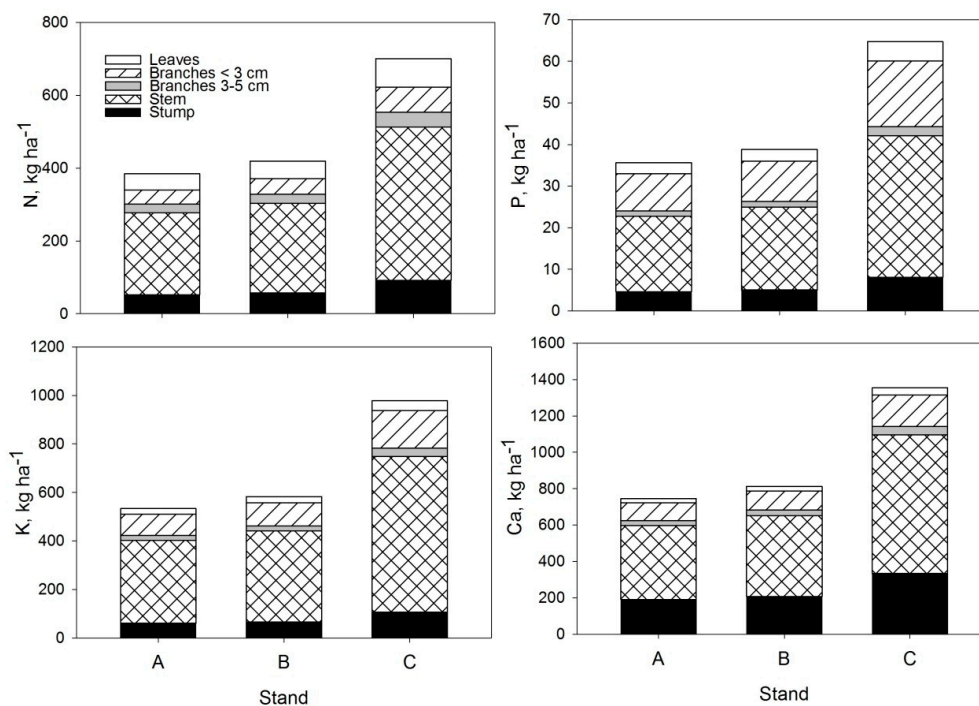 800
600
400
200
0
N, kg ha⁻¹
Leaves
Branches < 3 cm
Branches 3-5 cm
Stem
Stump
70
60
50
40
30
20
10
0
P, kg ha⁻¹
1200
1000
800
600
400
200
0
K, kg ha⁻¹
A B C
Stand
1600
1400
1200
1000
800
600
400
200
0
Ca, kg ha⁻¹
A B C
Stand